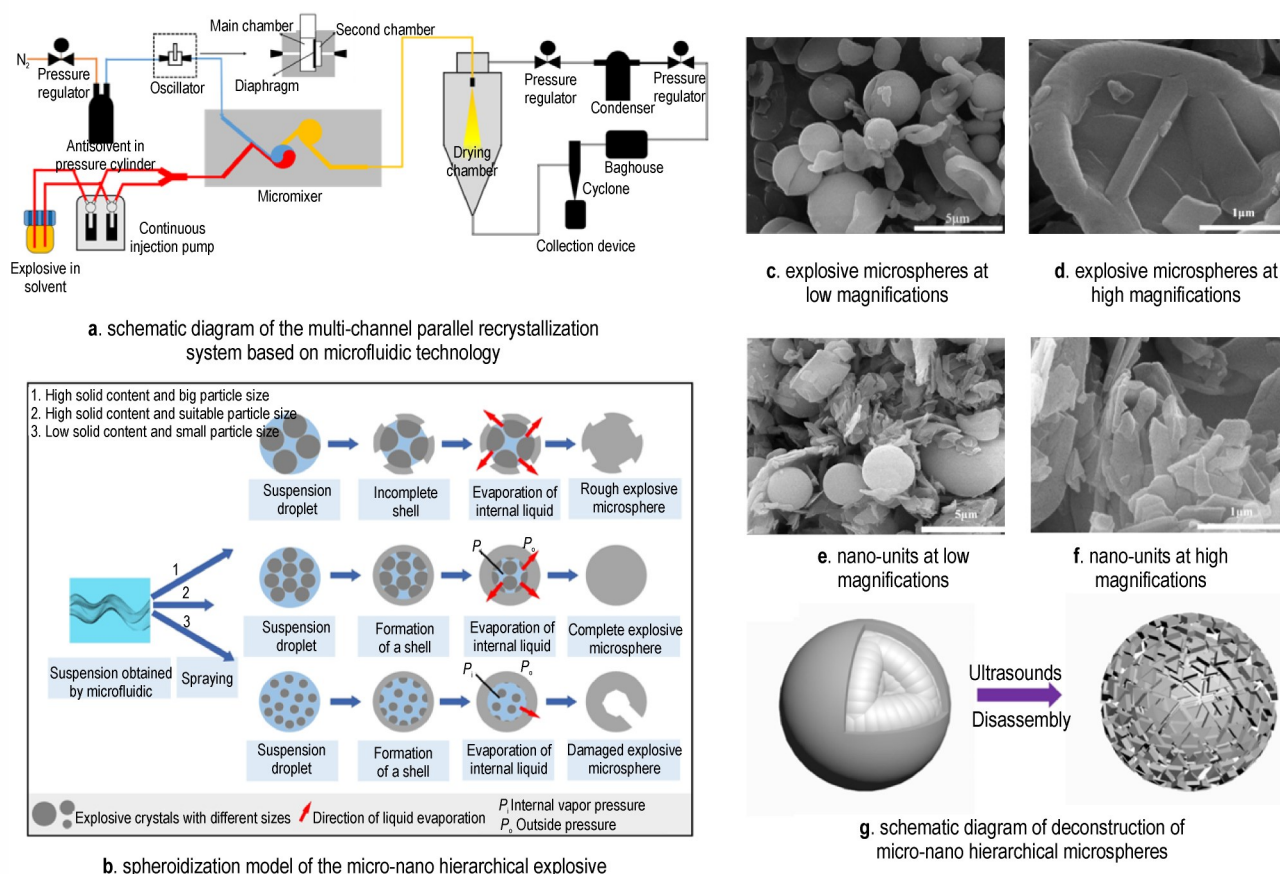 Main chamber
Second chamber
N2
Pressure
regulator
Oscillator
Diaphragm
Pressure
regulator
Condenser
Pressure
regulator
Antisolvent in
pressure cylinder
Micromixer
Drying
chamber
Baghouse
Cyclone
Collection device
Continuous
injection pump
Explosive in
solvent
a. schematic diagram of the multi-channel parallel recrystallization
system based on microfluidic technology
1. High solid content and big particle size
2. High solid content and suitable particle size
3. Low solid content and small particle size
Suspension
droplet
Incomplete
shell
Evaporation of
internal liquid
Rough explosive
microsphere
1
2
3
Pi
Po
Suspension
droplet
Formation
of a shell
Evaporation of
internal liquid
Complete explosive
microsphere
Suspension obtained
by microfluidic
Spraying
Pi
Po
Suspension
droplet
Formation
of a shell
Evaporation of
internal liquid
Damaged explosive
microsphere
Explosive crystals with different sizes
Direction of liquid evaporation
Pi Internal vapor pressure
Po Outside pressure
b. spheroidization model of the micro-nano hierarchical explosive
5μm
1μm
c. explosive microspheres at
low magnifications
d. explosive microspheres at
high magnifications
5μm
1μm
e. nano-units at low
magnifications
f. nano-units at high
magnifications
Ultrasounds
Disassembly
g. schematic diagram of deconstruction of
micro-nano hierarchical microspheres